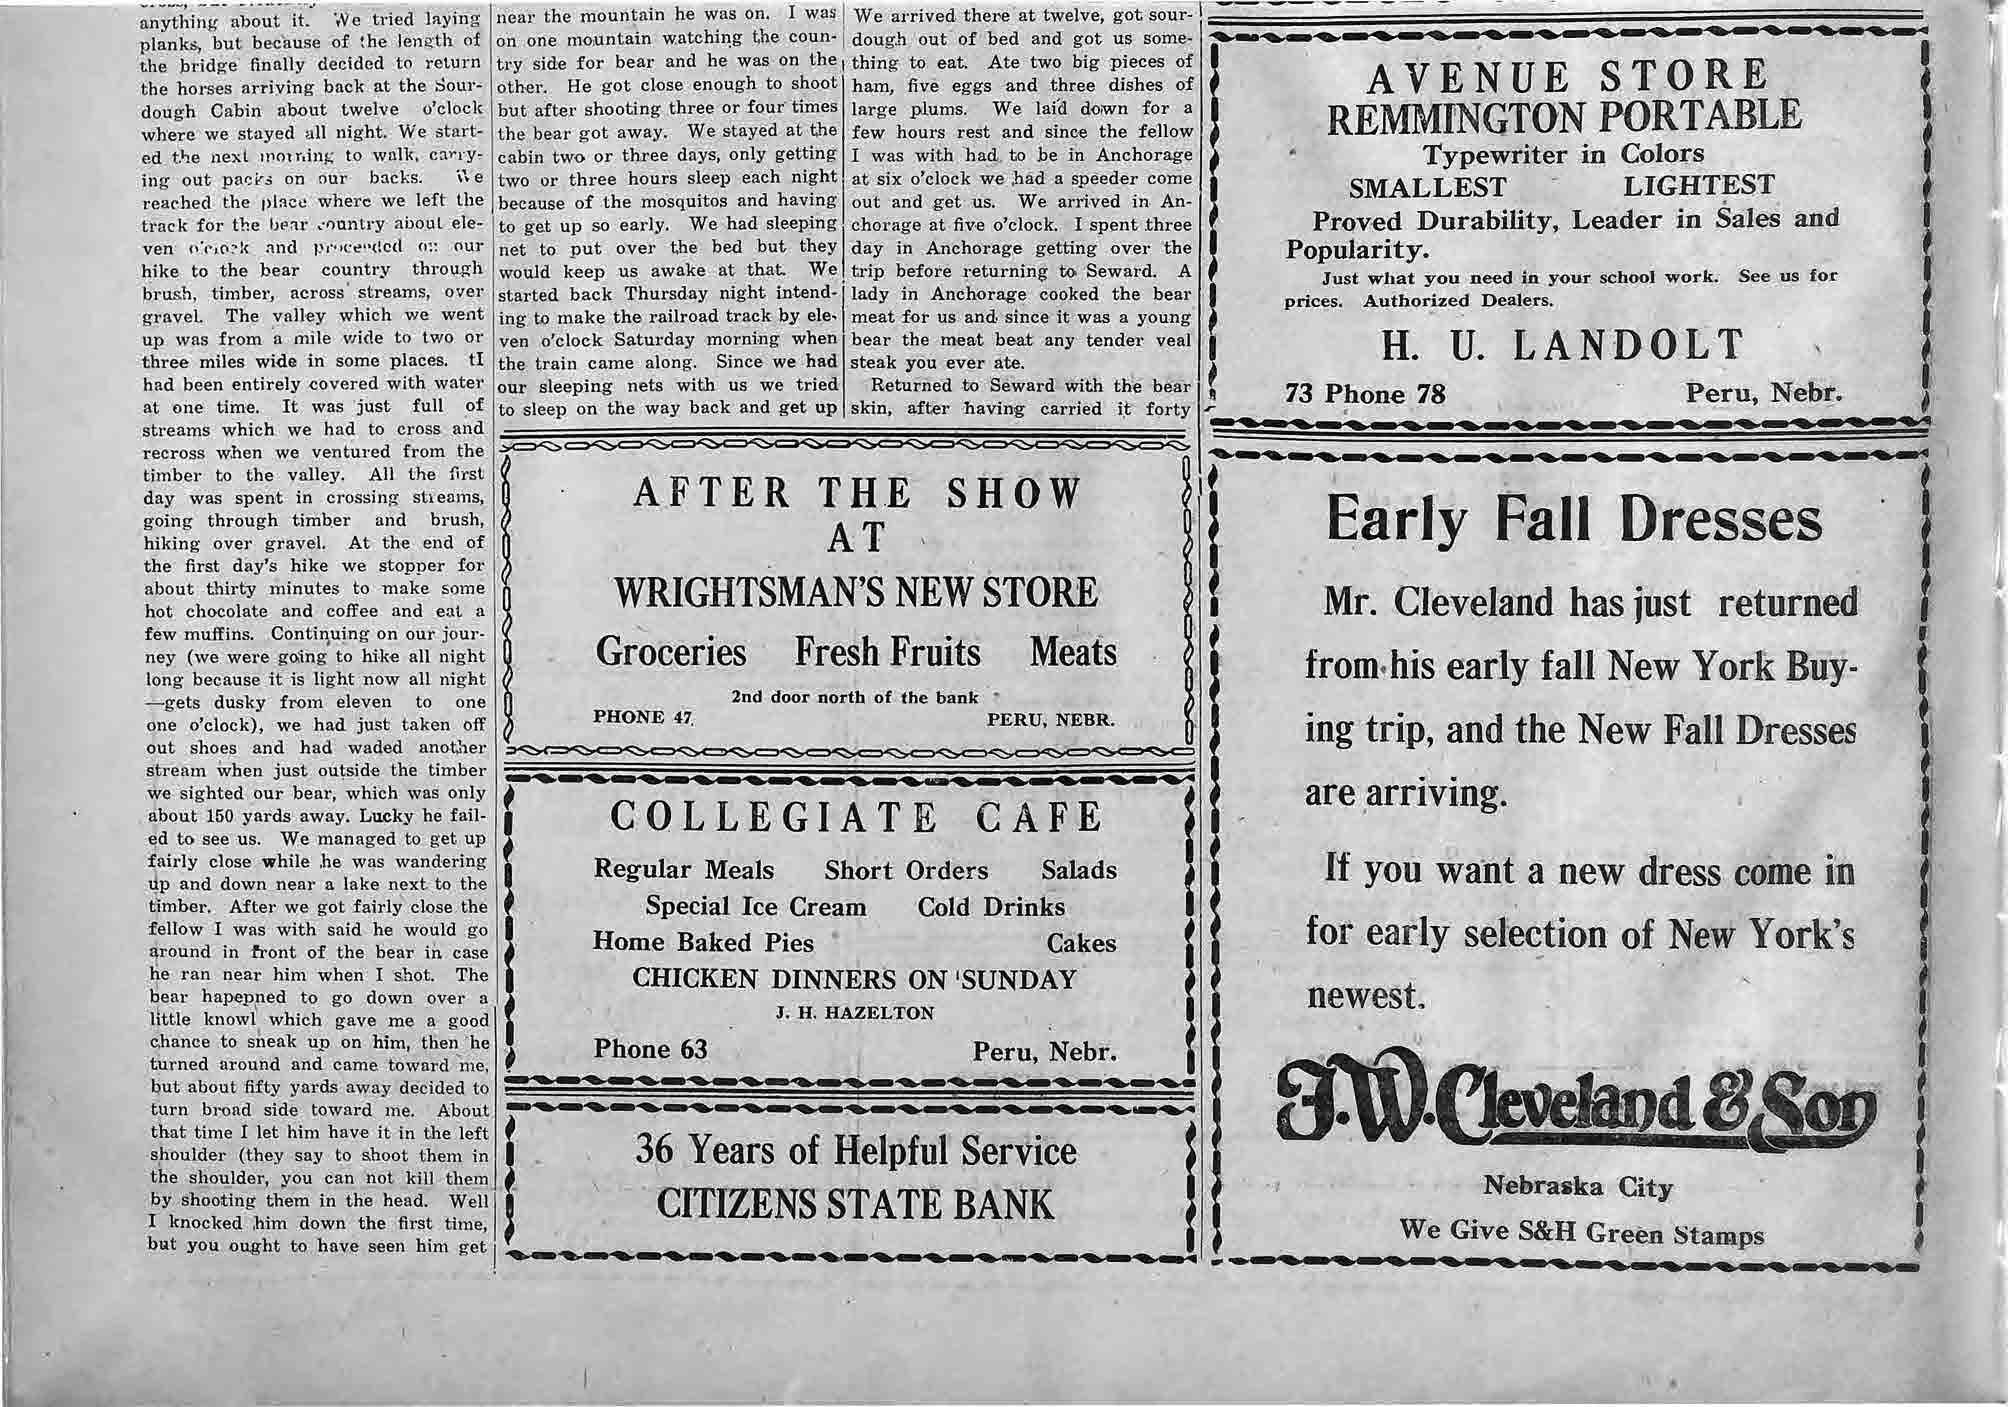 anything about it. We tried laying
planks, but because of the length of
the bridge finally decided to return
the horses arriving back at the Sour-
dough Cabin about twelve o'clock
where we stayed all night. We start-
ed the next morning to walk, carry-
ing out packs on our backs. We
reached the place where we left the
track for the bear country about ele-
ven o'clock and proceeded on our
hike to the bear country through
brush, timber, across streams, over
gravel. The valley which we went
up was from a mile wide to two or
three miles wide in some places. tI
had been entirely covered with water
at one time. It was just full of
streams which we had to cross and
recross when we ventured from the
timber to the valley. All the first
day was spent in crossing streams,
going through timber and brush,
hiking over gravel. At the end of
the first day's hike we stopper for
about thirty minutes to make some
hot chocolate and coffee and eat a
few muffins. Continuing on our jour-
ney (we were going to hike all night
long because it is light now all night
—gets dusky from eleven to one
one o'clock), we had just taken off
out shoes and had waded another
stream when just outside the timber
we sighted our bear, which was only
about 150 yards away. Lucky he fail-
ed to see us. We managed to get up
fairly close while he was wandering
up and down near a lake next to the
timber. After we got fairly close the
fellow I was with said he would go
around in front of the bear in case
he ran near him when I shot. The
bear hapepned to go down over a
little knowl which gave me a good
chance to sneak up on him, then he
turned around and came toward me,
but about fifty yards away decided to
turn broad side toward me. About
that time I let him have it in the left
shoulder (they say to shoot them in
the shoulder, you can not kill them
by shooting them in the head. Well
I knocked him down the first time,
but you ought to have seen him get
near the mountain he was on. I was
on one mountain watching the coun-
try side for bear and he was on the
other. He got close enough to shoot
but after shooting three or four times
the bear got away. We stayed at the
cabin two or three days, only getting
two or three hours sleep each night
because of the mosquitos and having
to get up so early. We had sleeping
net to put over the bed but they
would keep us awake at that. We
started back Thursday night intend-
ing to make the railroad track by ele-
ven o'clock Saturday morning when
the train came along. Since we had
our sleeping nets with us we tried
to sleep on the way back and get up
We arrived there at twelve, got sour-
dough out of bed and got us some-
thing to eat. Ate two big pieces of
ham, five eggs and three dishes of
large plums. We laid down for a
few hours rest and since the fellow
I was with had to be in Anchorage
at six o'clock we had a speeder come
out and get us. We arrived in An-
chorage at five o'clock. I spent three
day in Anchorage getting over the
trip before returning to Seward. A
lady in Anchorage cooked the bear
meat for us and since it was a young
bear the meat beat any tender veal
steak you ever ate.
Returned to Seward with the bear
skin, after having carried it forty
AFTER THE SHOW
AT
WRIGHTSMAN'S NEW STORE
Groceries Fresh Fruits Meats
2nd door north of the bank
PHONE 47 PERU, NEBR.
COLLEGIATE CAFE
Regular Meals Short Orders Salads
Special Ice Cream Cold Drinks
Home Baked Pies Cakes
CHICKEN DINNERS ON SUNDAY
J. H. HAZELTON
Phone 63 Peru, Nebr.
36 Years of Helpful Service
CITIZENS STATE BANK
AVENUE STORE
REMMINGTON PORTABLE
Typewriter in Colors
SMALLEST LIGHTEST
Proved Durability, Leader in Sales and
Popularity.
Just what you need in your school work. See us for
prices. Authorized Dealers.
H. U. LANDOLT
73 Phone 78 Peru, Nebr.
Early Fall Dresses
Mr. Cleveland has just returned
from his early fall New York Buy-
ing trip, and the New Fall Dresses
are arriving.
If you want a new dress come in
for early selection of New York's
newest.
F.W. Cleveland & Son
Nebraska City
We Give S&H Green Stamps